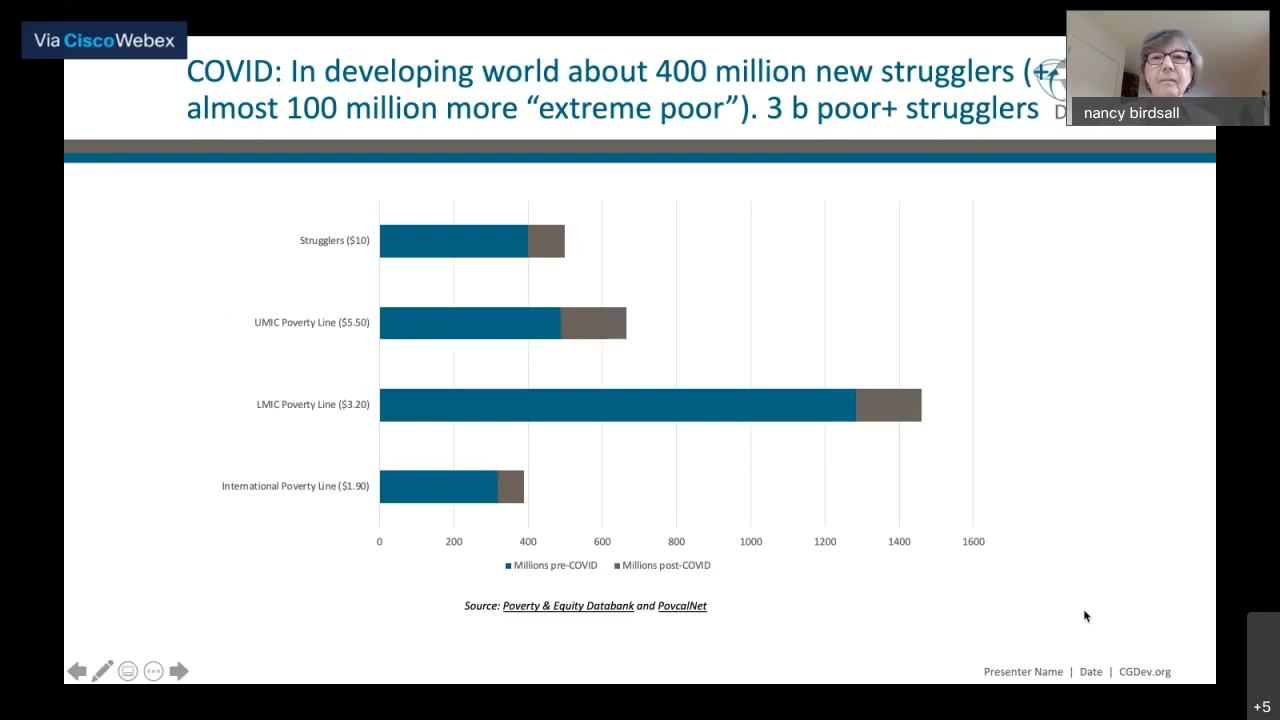 Via CiscoWebex
COVID: In developing world about 400 million new strugglers (+
almost 100 million more “extreme poor”). 3 b poor+ strugglers
nancy birdsall
Strugglers ($10)
UMIC Poverty Line ($5.50)
LMIC Poverty Line ($3.20)
International Poverty Line ($1.90)
0 200 400 600 800 1000 1200 1400 1600
Millions pre-COVID Millions post-COVID
Source: Poverty & Equity Databank and PovcalNet
Presenter Name | Date | CGDev.org
+5